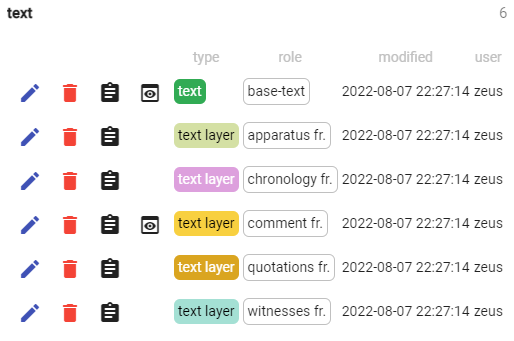 text 6
type role modified user
text base-text 2022-08-07 22:27:14 zeus
text layer apparatus fr. 2022-08-07 22:27:14 zeus
text layer chronology fr. 2022-08-07 22:27:14 zeus
text layer comment fr. 2022-08-07 22:27:14 zeus
text layer quotations fr. 2022-08-07 22:27:14 zeus
text layer witnesses fr. 2022-08-07 22:27:14 zeus